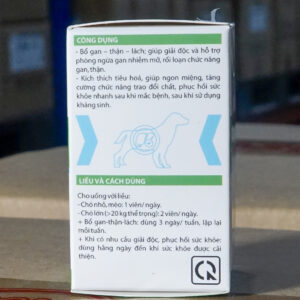 CÔNG DỤNG
- Bổ gan – thận – lách; giúp giải độc và hỗ trợ
phòng ngừa gan nhiễm mỡ, rối loạn chức năng
gan, thận.
- Kích thích tiêu hoá, giúp ngon miệng, tăng
cường chức năng trao đổi chất, phục hồi sức
khỏe nhanh sau khi mắc bệnh, sau khi sử dụng
kháng sinh.
LIỀU VÀ CÁCH DÙNG
Cho uống với liều:
- Chó nhỏ, mèo: 1 viên/ ngày.
- Chó lớn (>20 kg thể trọng): 2 viên/ ngày.
+ Bổ gan-thận-lách: dùng 3 ngày/ tuần, lặp lại
mỗi tuần.
+ Khi có nhu cầu giải độc, phục hồi sức khỏe:
dùng hàng ngày đến khi sức khỏe được cải
thiện.